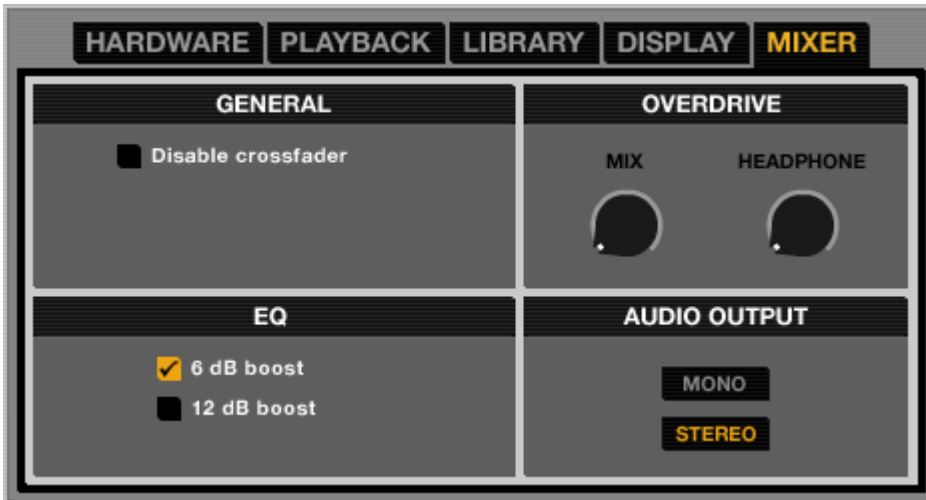 HARDWARE PLAYBACK LIBRARY DISPLAY MIXER
GENERAL
Disable crossfader
OVERDRIVE
MIX HEADPHONE
EQ
6 dB boost
12 dB boost
AUDIO OUTPUT
MONO
STEREO